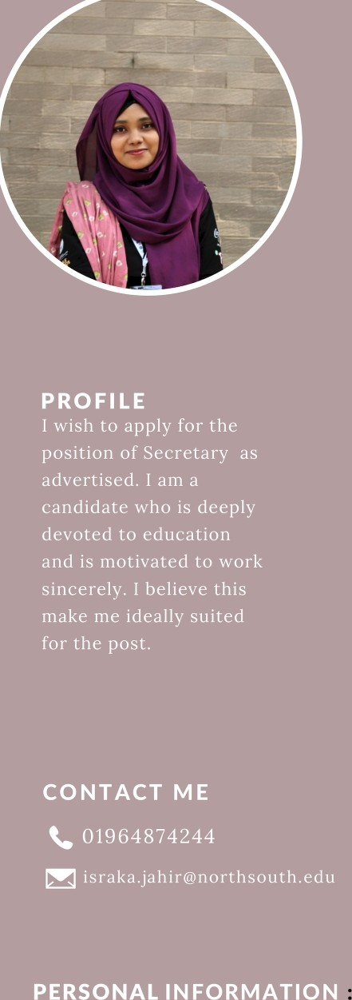 PROFILE
I wish to apply for the
position of Secretary  as
advertised. I am a
candidate who is deeply
devoted to education
and is motivated to work
sincerely. I believe this
make me ideally suited
for the post.
CONTACT ME
01964874244
israka.jahir@northsouth.edu
PERSONAL INFORMATION :